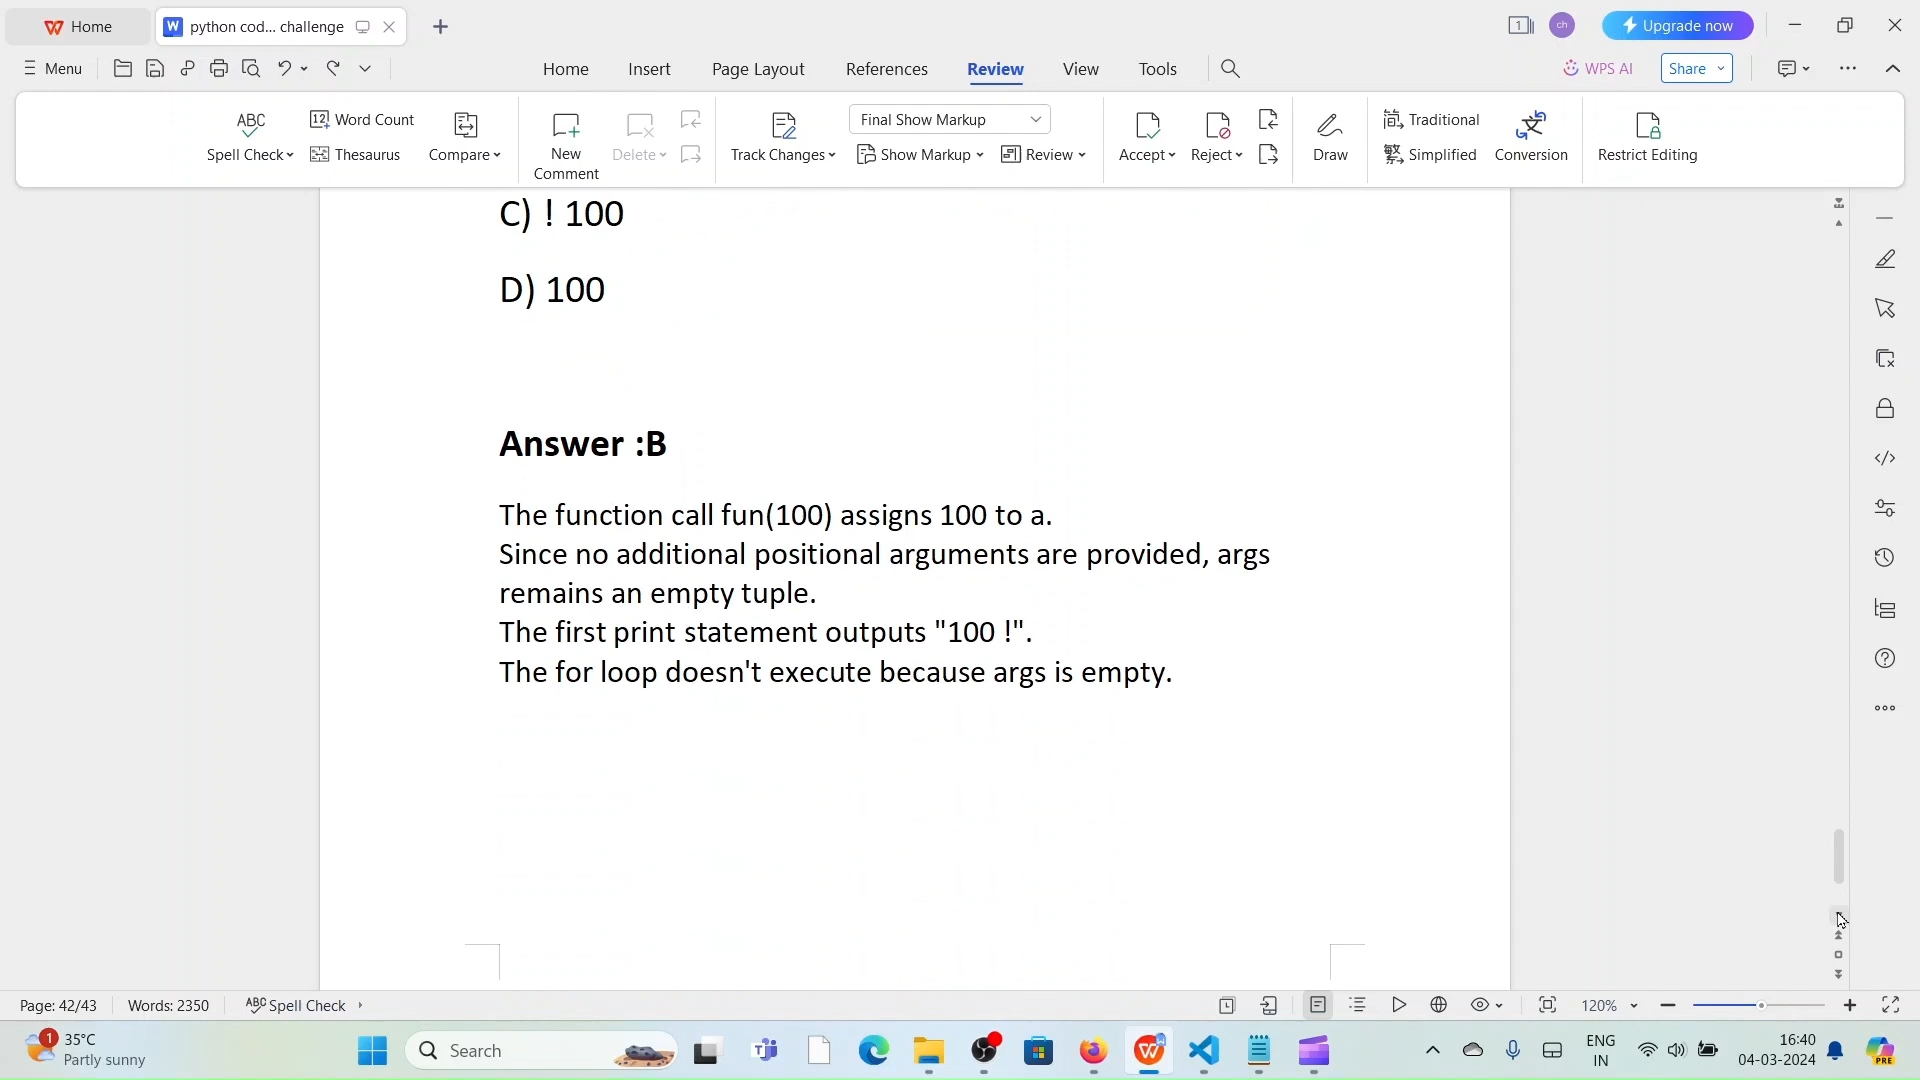 Home
python cod... challenge
1
ch
Upgrade now
Menu
Home
Insert
Page Layout
References
Review
View
Tools
WPS AI
Share
ABC
Spell Check
Word Count
Thesaurus
Compare
New
Comment
Delete
Track Changes
Final Show Markup
Show Markup
Review
Accept
Reject
Draw
Traditional
Simplified
Conversion
Restrict Editing
C) ! 100
D) 100
Answer :B
The function call fun(100) assigns 100 to a.
Since no additional positional arguments are provided, args
remains an empty tuple.
The first print statement outputs "100 !".
The for loop doesn't execute because args is empty.
Page: 42/43
Words: 2350
ABC Spell Check
120%
1
35°C
Partly sunny
Search
ENG
IN
16:40
04-03-2024
PRE